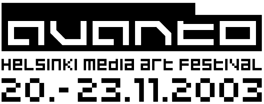 avanto
HELSINKI MEDIA ART FESTIVAL
20.-23.11.2003